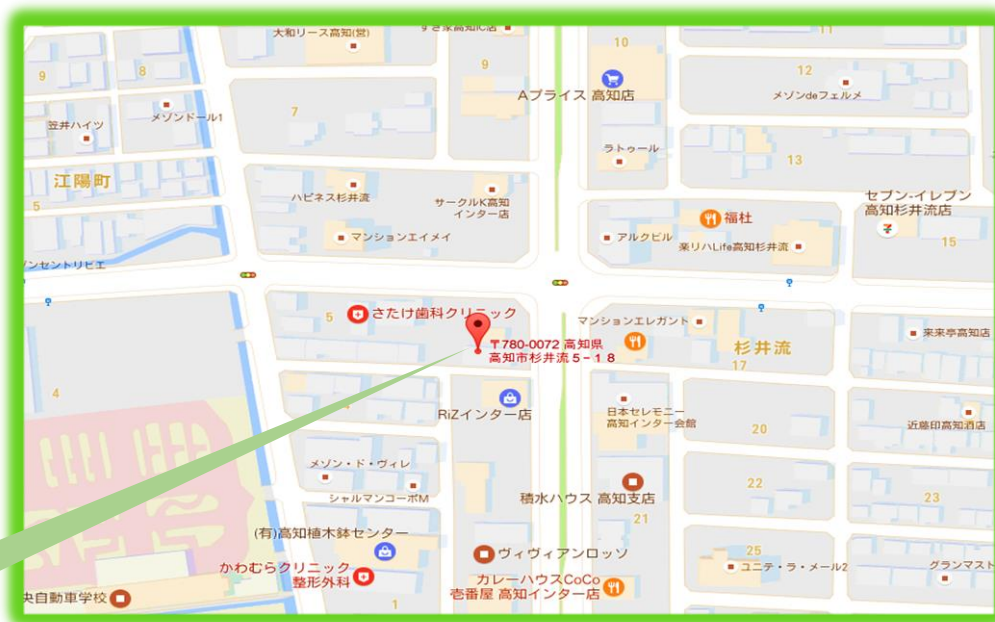 大和リース高知(営)
すき家高知IC店
11
9
8
9
10
12
Aプライス 高知店
メゾンdeフェルメ
メゾンドール1
笠井ハイツ
7
ラトゥール
13
江陽町
5
ハピネス杉井流
サークルK高知
インター店
セブン-イレブン
高知杉井流店
福杜
マンションエイメイ
アルクビル
楽リハLife高知杉井流
15
ンセントリビエ
5
さたけ歯科クリニック
マンションエレガント
〒780-0072 高知県
高知市杉井流5-18
杉井流
17
来来亭高知店
4
RiZインター店
日本セレモニー
高知インター会館
20
近藤印高知酒店
メゾン・ド・ヴィレ
シャルマンコーポM
積水ハウス 高知支店
22
23
21
(有)高知植木鉢センター
ヴィヴィアンロッソ
25
かわむらクリニック
整形外科
ユニテ・ラ・メール2
グランマスト
カレーハウスCoCo
壱番屋 高知インター店
央自動車学校
1